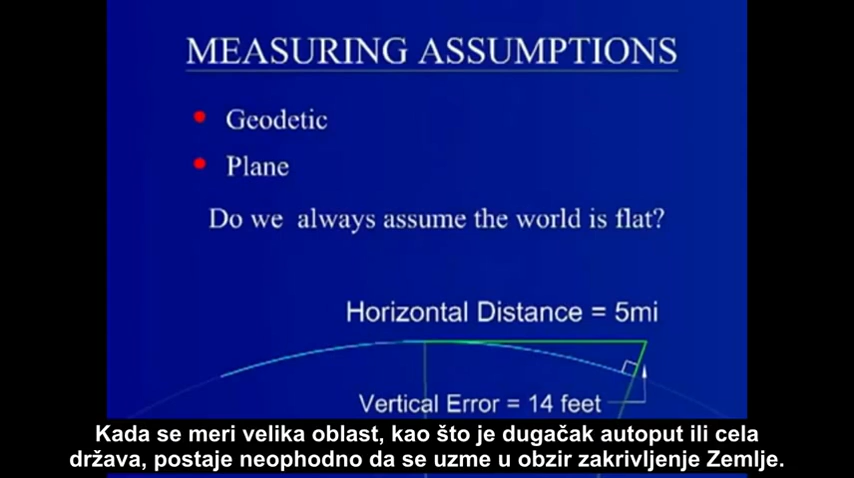 MEASURING ASSUMPTIONS
Geodetic
Plane
Do we always assume the world is flat?
Horizontal Distance = 5mi
Vertical Error = 14 feet
Kada se meri velika oblast, kao što je dugačak autoput ili cela
država, postaje neophodno da se uzme u obzir zakrivljenje Zemlje.